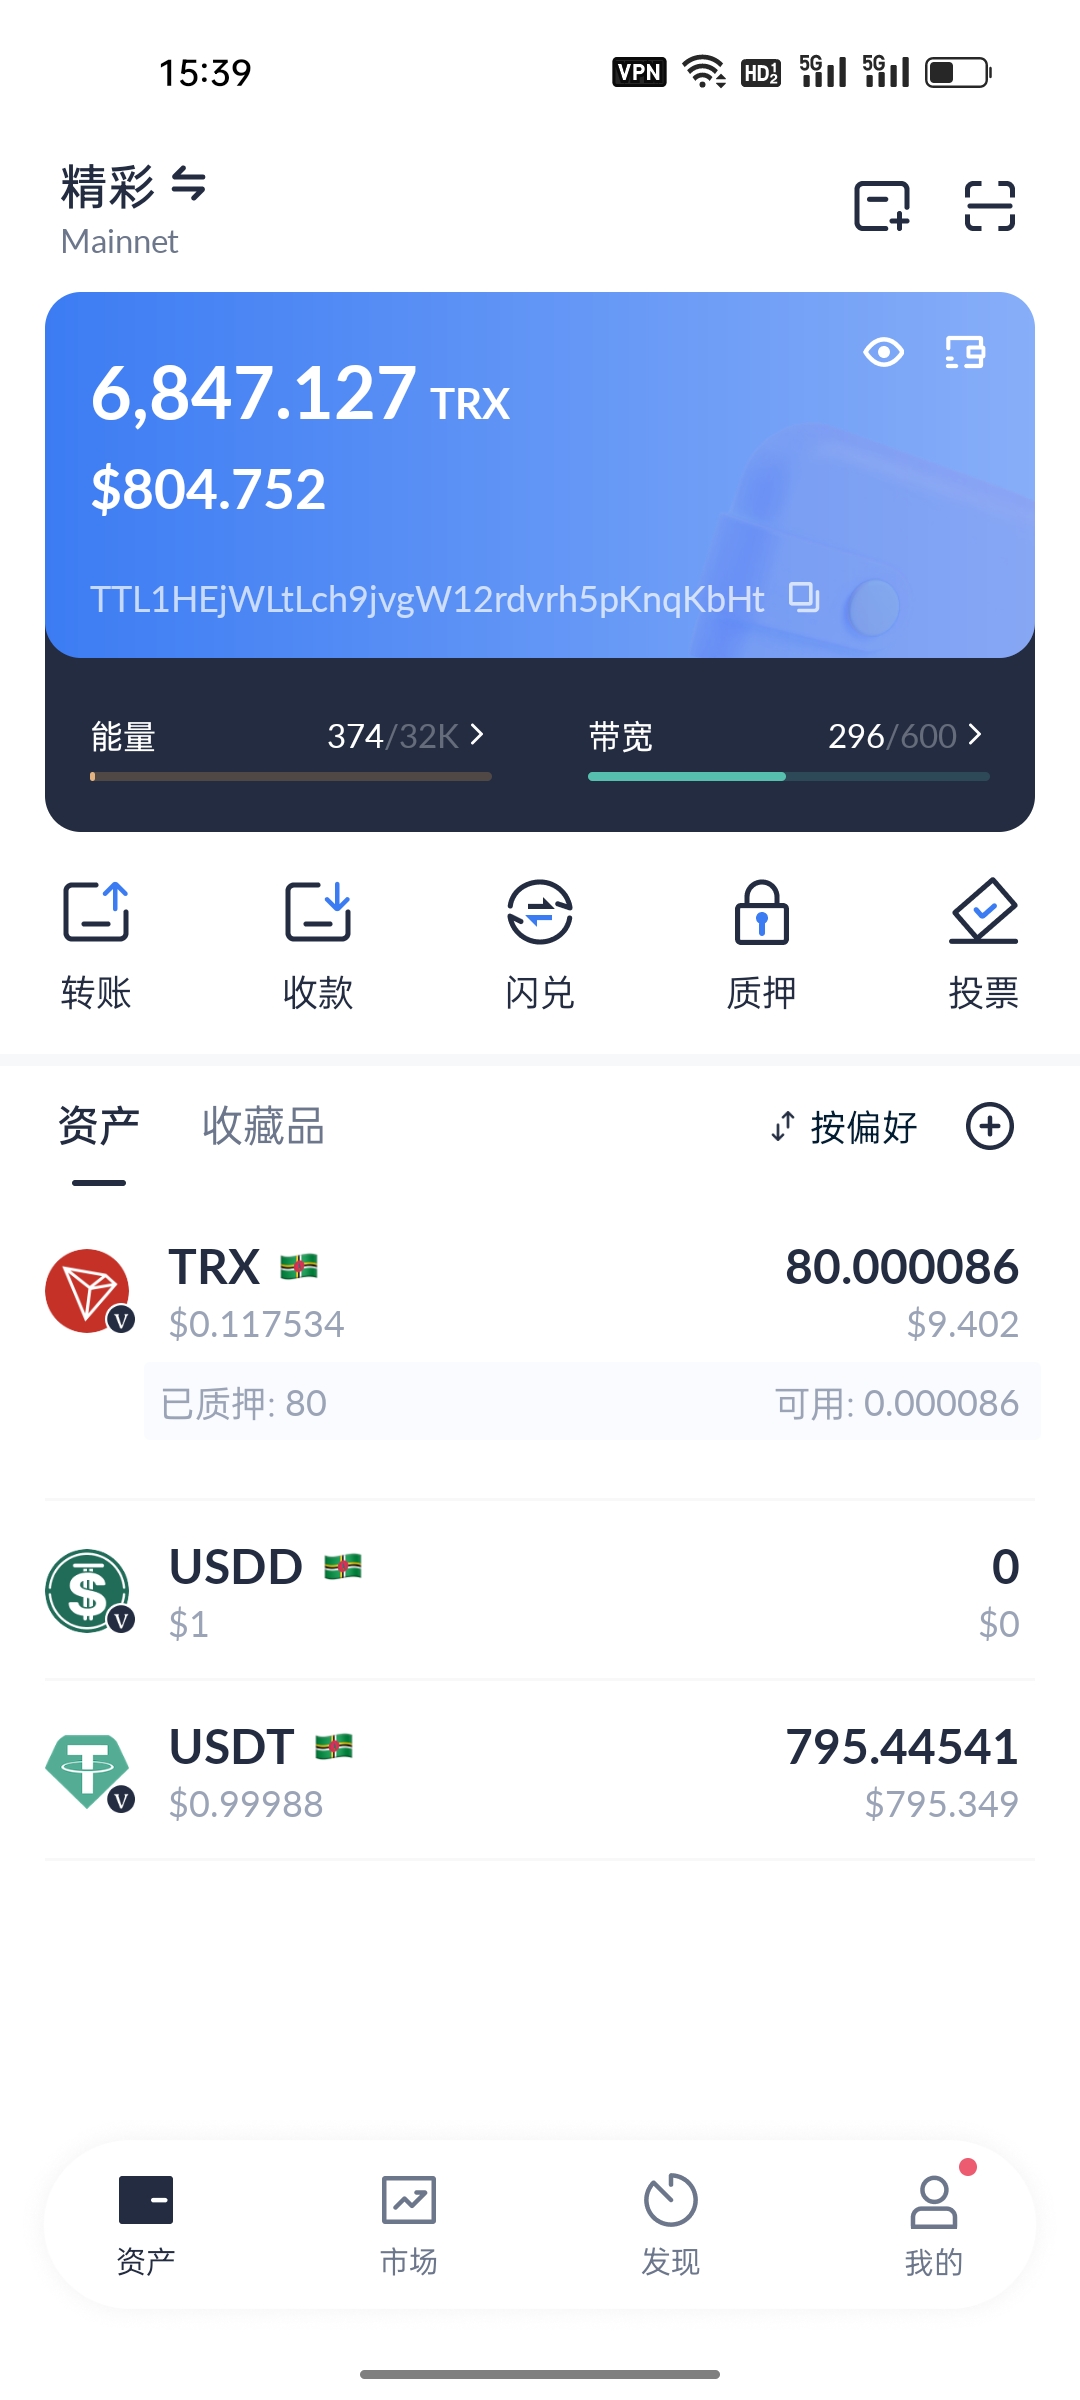 15:39
VPN HD 1 2 5G 5G
精彩
Mainnet
6,847.127 TRX
$804.752
TTL1HEjWLtLch9jvgW12rdvrh5pKnqKbHt
能量 374/32K 带宽 296/600
转账 收款 闪兑 质押 投票
资产 收藏品 按偏好
TRX 80.000086
V
$0.117534 $9.402
已质押: 80 可用: 0.000086
USDD 0
V
$1 $0
USDT 795.44541
V
$0.99988 $795.349
资产 市场 发现 我的